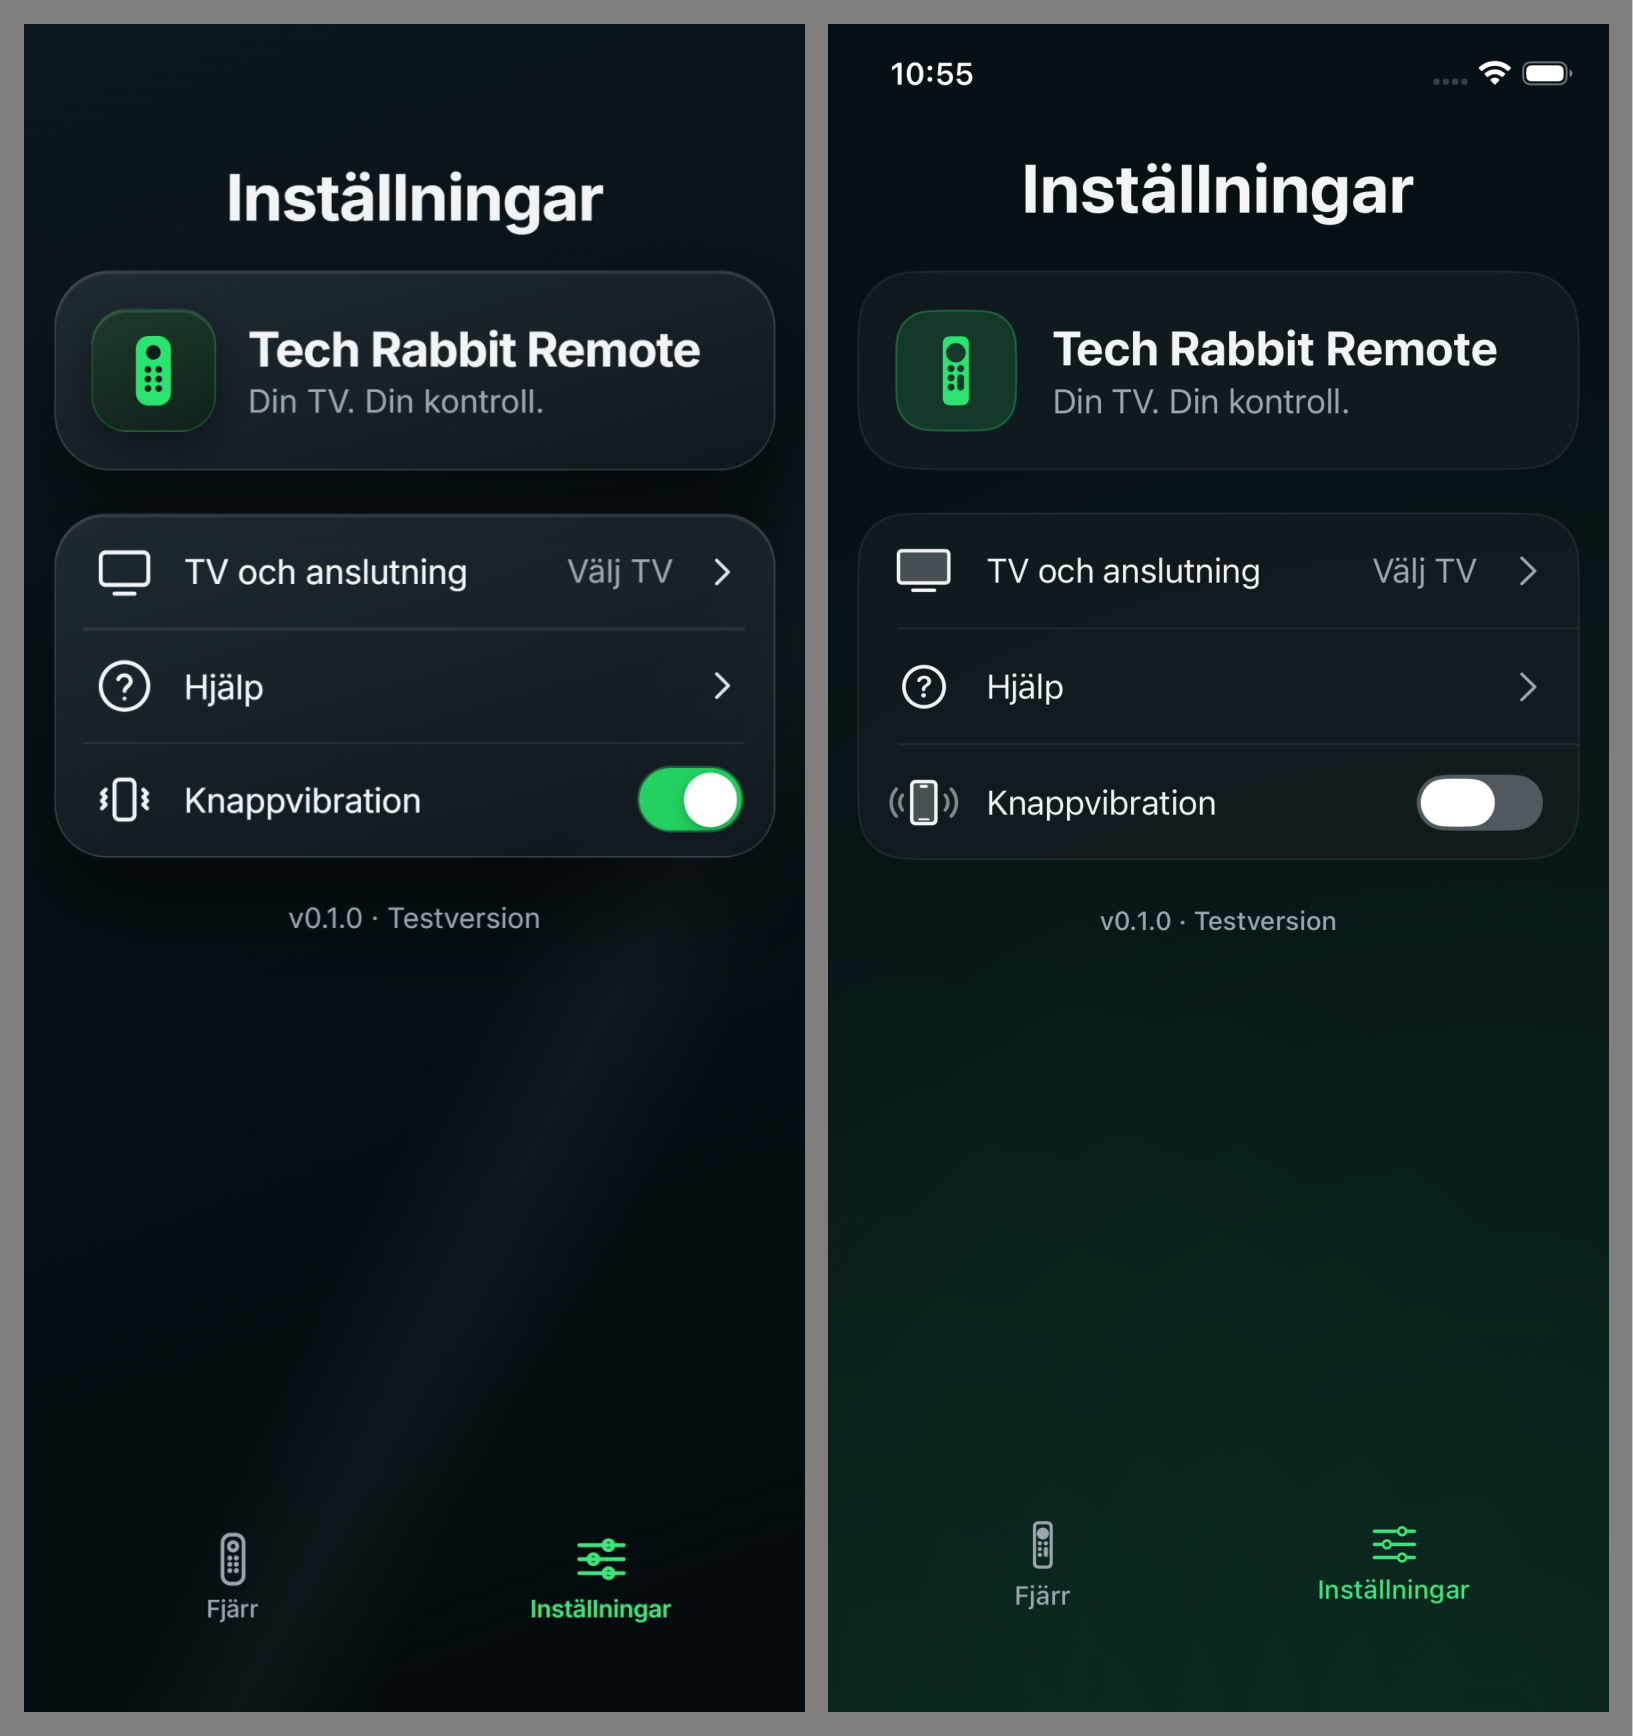 Inställningar
Tech Rabbit Remote
Din TV. Din kontroll.
TV och anslutning Välj TV
Hjälp
Knappvibration
v0.1.0 · Testversion
Fjärr Inställningar
10:55
Inställningar
Tech Rabbit Remote
Din TV. Din kontroll.
TV och anslutning Välj TV
Hjälp
Knappvibration
v0.1.0 · Testversion
Fjärr Inställningar